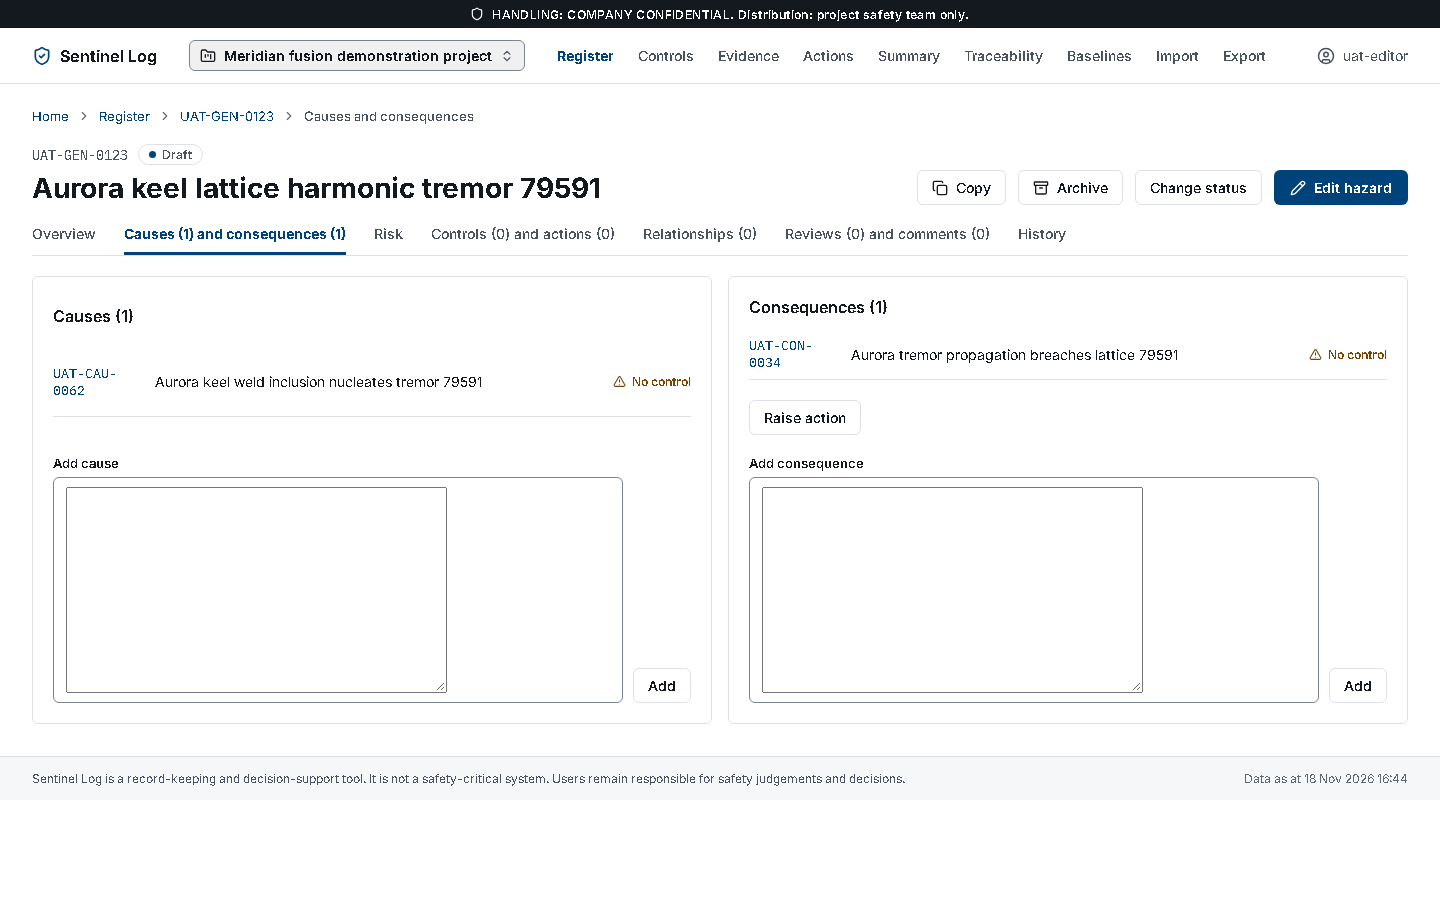 HANDLING: COMPANY CONFIDENTIAL. Distribution: project safety team only.
Sentinel Log
Meridian fusion demonstration project
Register
Controls
Evidence
Actions
Summary
Traceability
Baselines
Import
Export
uat-editor
Home > Register > UAT-GEN-0123 > Causes and consequences
UAT-GEN-0123
Draft
Aurora keel lattice harmonic tremor 79591
Copy
Archive
Change status
Edit hazard
Overview
Causes (1) and consequences (1)
Risk
Controls (0) and actions (0)
Relationships (0)
Reviews (0) and comments (0)
History
Causes (1)
UAT-CAU-
0062
Aurora keel weld inclusion nucleates tremor 79591
No control
Add cause
Add
Consequences (1)
UAT-CON-
0034
Aurora tremor propagation breaches lattice 79591
No control
Raise action
Add consequence
Add
Sentinel Log is a record-keeping and decision-support tool. It is not a safety-critical system. Users remain responsible for safety judgements and decisions.
Data as at 18 Nov 2026 16:44